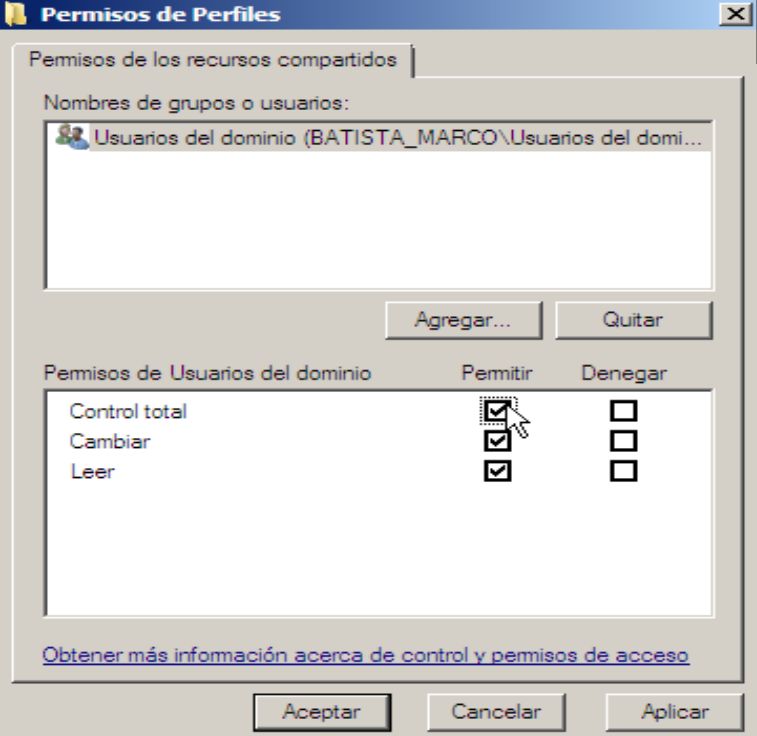 Permisos de Perfiles
Permisos de los recursos compartidos
Nombres de grupos o usuarios:
Usuarios del dominio (BATISTA_MARCO\Usuarios del domi...
Agregar... Quitar
Permisos de Usuarios del dominio Permitir Denegar
Control total
Cambiar
Leer
Obtener más información acerca de control y permisos de acceso
Aceptar Cancelar Aplicar